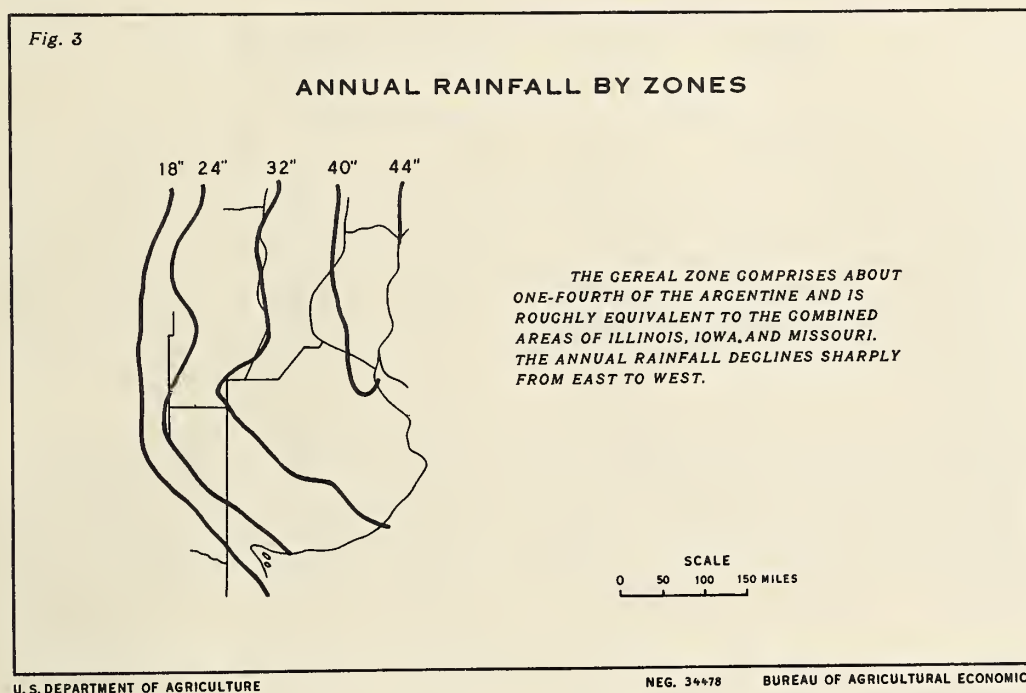 Fig. 3
ANNUAL RAINFALL BY ZONES
18" 24" 32" 40" 44"
THE CEREAL ZONE COMPRISES ABOUT
ONE-FOURTH OF THE ARGENTINE AND IS
ROUGHLY EQUIVALENT TO THE COMBINED
AREAS OF ILLINOIS, IOWA, AND MISSOURI.
THE ANNUAL RAINFALL DECLINES SHARPLY
FROM EAST TO WEST.
SCALE
0 50 100 150 MILES
U. S. DEPARTMENT OF AGRICULTURE NEG. 34478 BUREAU OF AGRICULTURAL ECONOMIC